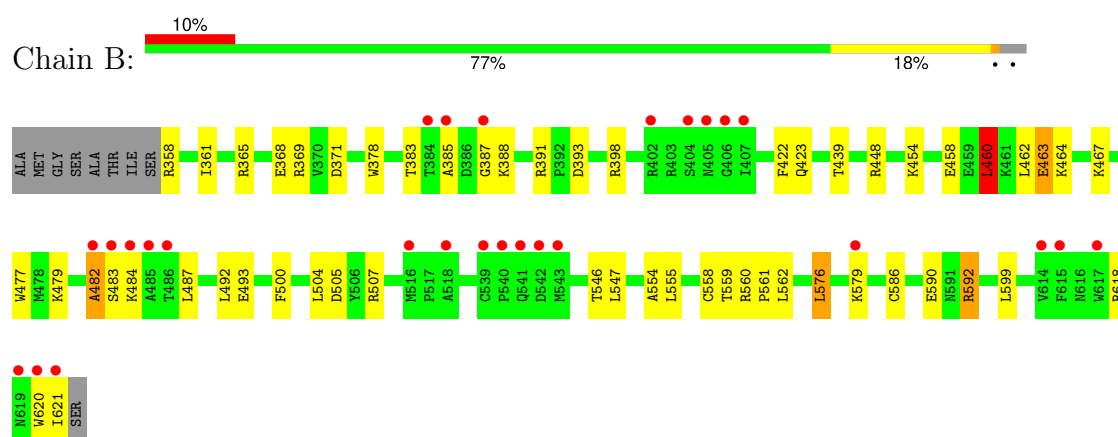 10%
Chain B:
77% 18% • •
ALA MET GLY SER ALA THR ILE SER R358 I361 R365 E368 R369 V370 D371 W378 T383 T384 A385 D386 G387 K388 R391 P392 D393 R398 R402 R403 S404 N405 G406 I407 F422 Q423 T439 R448 K454 E458 E459 L460 K461 L462 E463 K464 K467
W477 M478 K479 A482 S483 K484 A485 T486 L487 L492 E493 F500 L504 D505 Y506 R507 M516 P517 A518 C539 P540 Q541 D542 M543 T546 L547 A554 L555 C558 T559 R560 P561 L562 L576 K579 C586 E590 N591 R592 L599 V614 F615 N616 W617
N619 W620 I621 SER